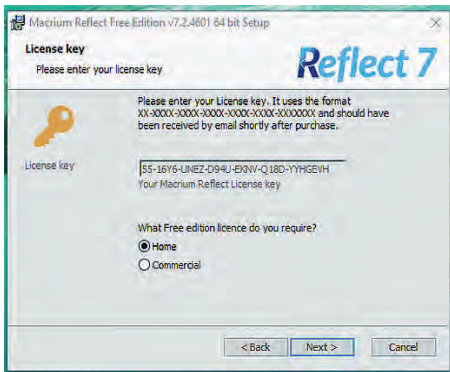 Macrium Reflect Free Edition v7.2.4601 64 bit Setup
License key
Please enter your license key
Reflect 7
Please enter your License key. It uses the format
XX-XXXX-XXXX-XXXX-XXXX-XXXX-XXXXXXX and should have
been received by email shortly after purchase.
License key
55-16Y6-UNEZ-D94U-EKNV-Q18D-YYHGEVH
Your Macrium Reflect License key
What Free edition licence do you require?
Home
Commercial
< Back
Next >
Cancel